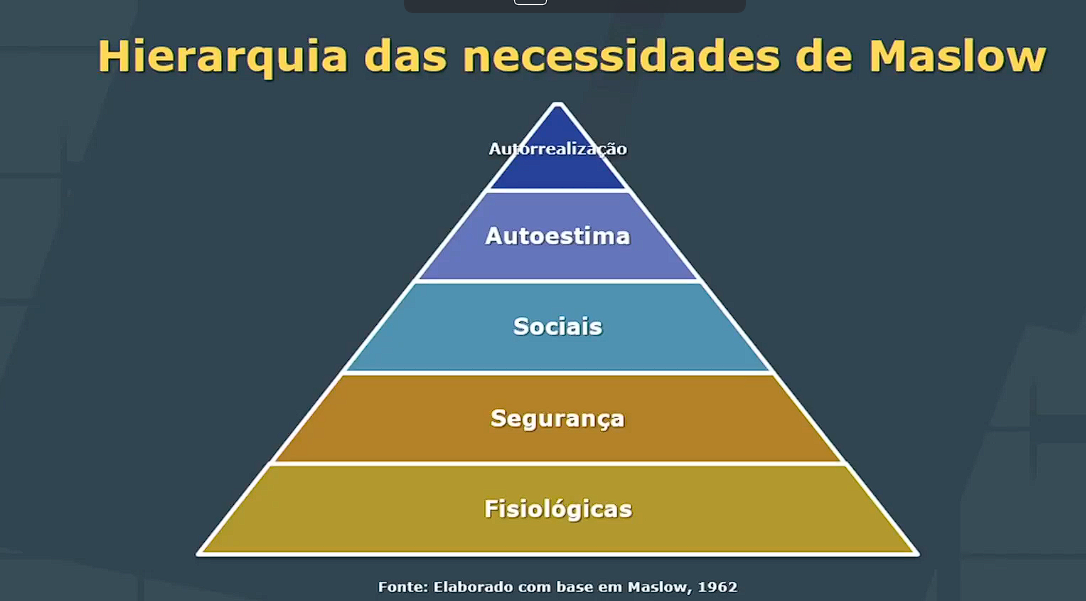 Hierarquia das necessidades de Maslow
Autorrealização
Autoestima
Sociais
Segurança
Fisiológicas
Fonte: Elaborado com base em Maslow, 1962